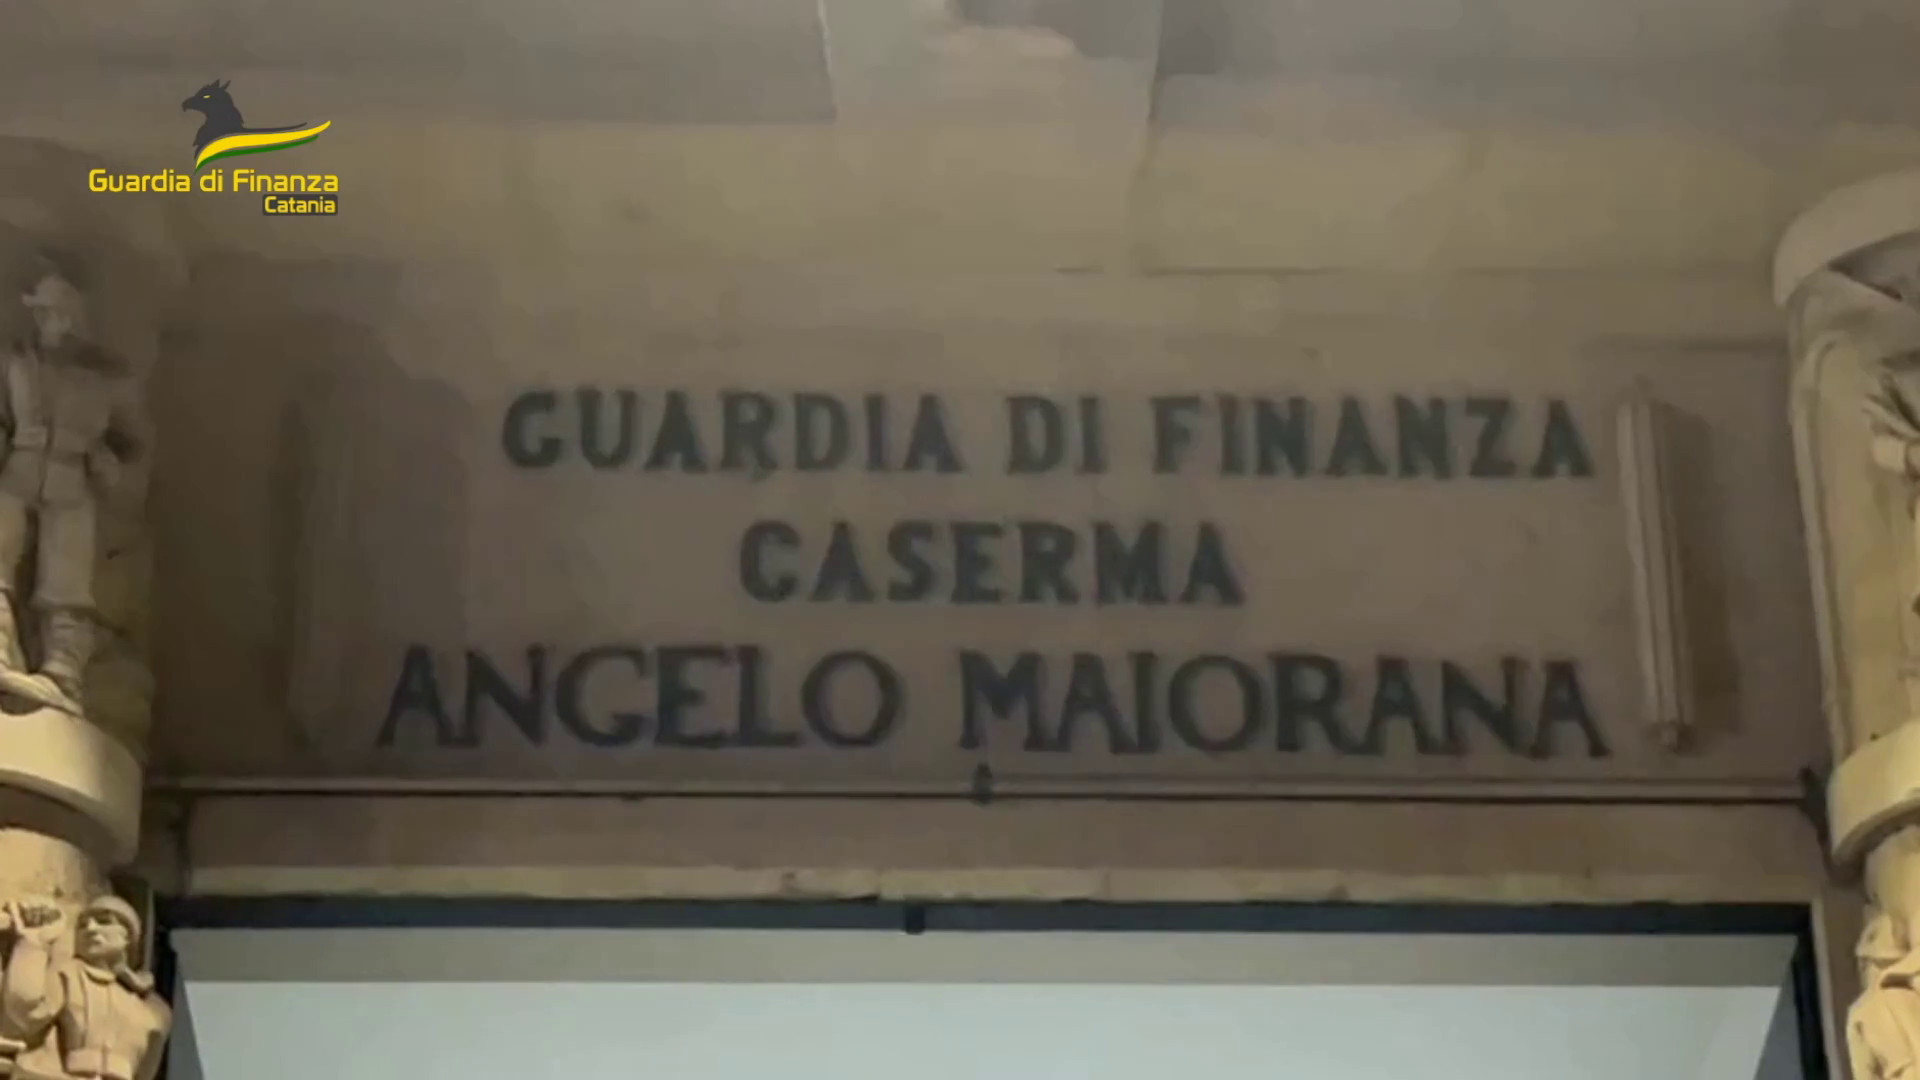 Guardia di Finanza
Catania
GUARDIA DI FINANZA
CASERMA
ANGELO MAIORANA